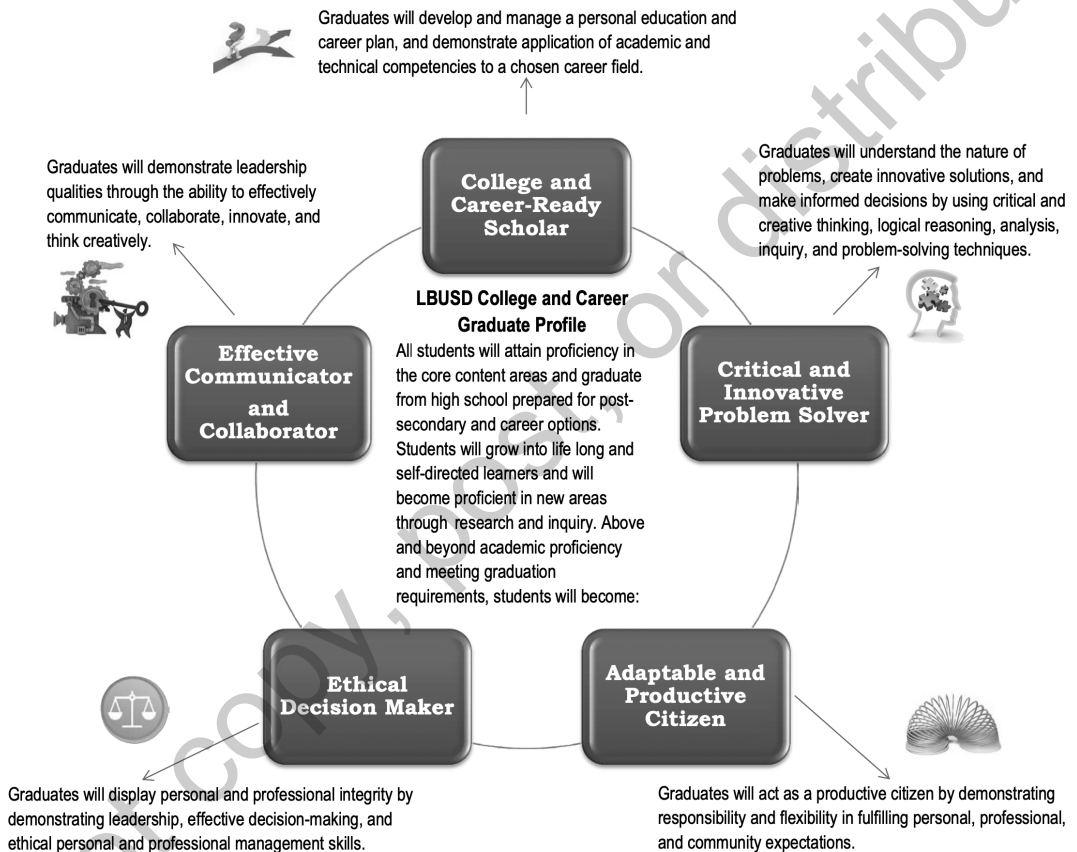 Graduates will develop and manage a personal education and
career plan, and demonstrate application of academic and
technical competencies to a chosen career field.
College and
Career-Ready
Scholar
Graduates will demonstrate leadership
qualities through the ability to effectively
communicate, collaborate, innovate, and
think creatively.
Graduates will understand the nature of
problems, create innovative solutions, and
make informed decisions by using critical and
creative thinking, logical reasoning, analysis,
inquiry, and problem-solving techniques.
Effective
Communicator
and
Collaborator
LBUSD College and Career
Graduate Profile
All students will attain proficiency in
the core content areas and graduate
from high school prepared for post-
secondary and career options.
Students will grow into life long and
self-directed learners and will
become proficient in new areas
through research and inquiry. Above
and beyond academic proficiency
and meeting graduation
requirements, students will become:
Critical and
Innovative
Problem Solver
Ethical
Decision Maker
Adaptable and
Productive
Citizen
Graduates will display personal and professional integrity by
demonstrating leadership, effective decision-making, and
ethical personal and professional management skills.
Graduates will act as a productive citizen by demonstrating
responsibility and flexibility in fulfilling personal, professional,
and community expectations.
copy, post, or